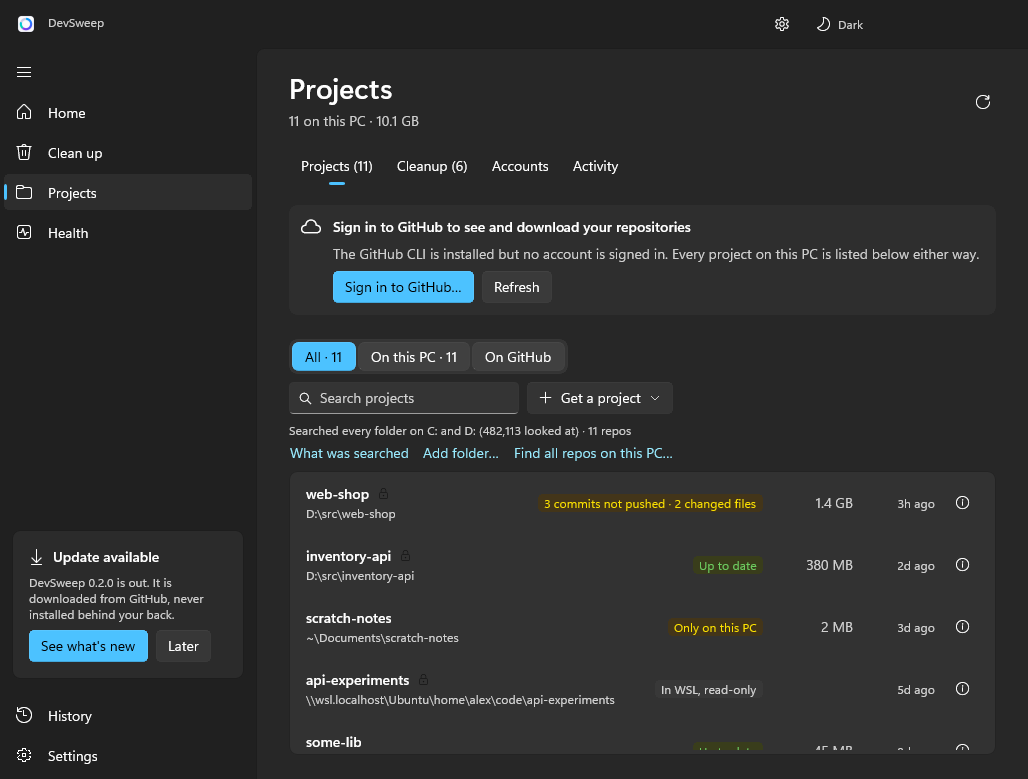 DevSweep
Dark
Home
Clean up
Projects
Health
Update available
DevSweep 0.2.0 is out. It is
downloaded from GitHub, never
installed behind your back.
See what's new
Later
History
Settings
Projects
11 on this PC · 10.1 GB
Projects (11)
Cleanup (6)
Accounts
Activity
Sign in to GitHub to see and download your repositories
The GitHub CLI is installed but no account is signed in. Every project on this PC is listed below either way.
Sign in to GitHub...
Refresh
All · 11
On this PC · 11
On GitHub
Search projects
Get a project
Searched every folder on C: and D: (482,113 looked at) · 11 repos
What was searched
Add folder...
Find all repos on this PC...
web-shop
D:\src\web-shop
3 commits not pushed · 2 changed files
1.4 GB
3h ago
inventory-api
D:\src\inventory-api
Up to date
380 MB
2d ago
scratch-notes
~\Documents\scratch-notes
Only on this PC
2 MB
3d ago
api-experiments
\\wsl.localhost\Ubuntu\home\alex\code\api-experiments
In WSL, read-only
5d ago
some-lib
45 MB